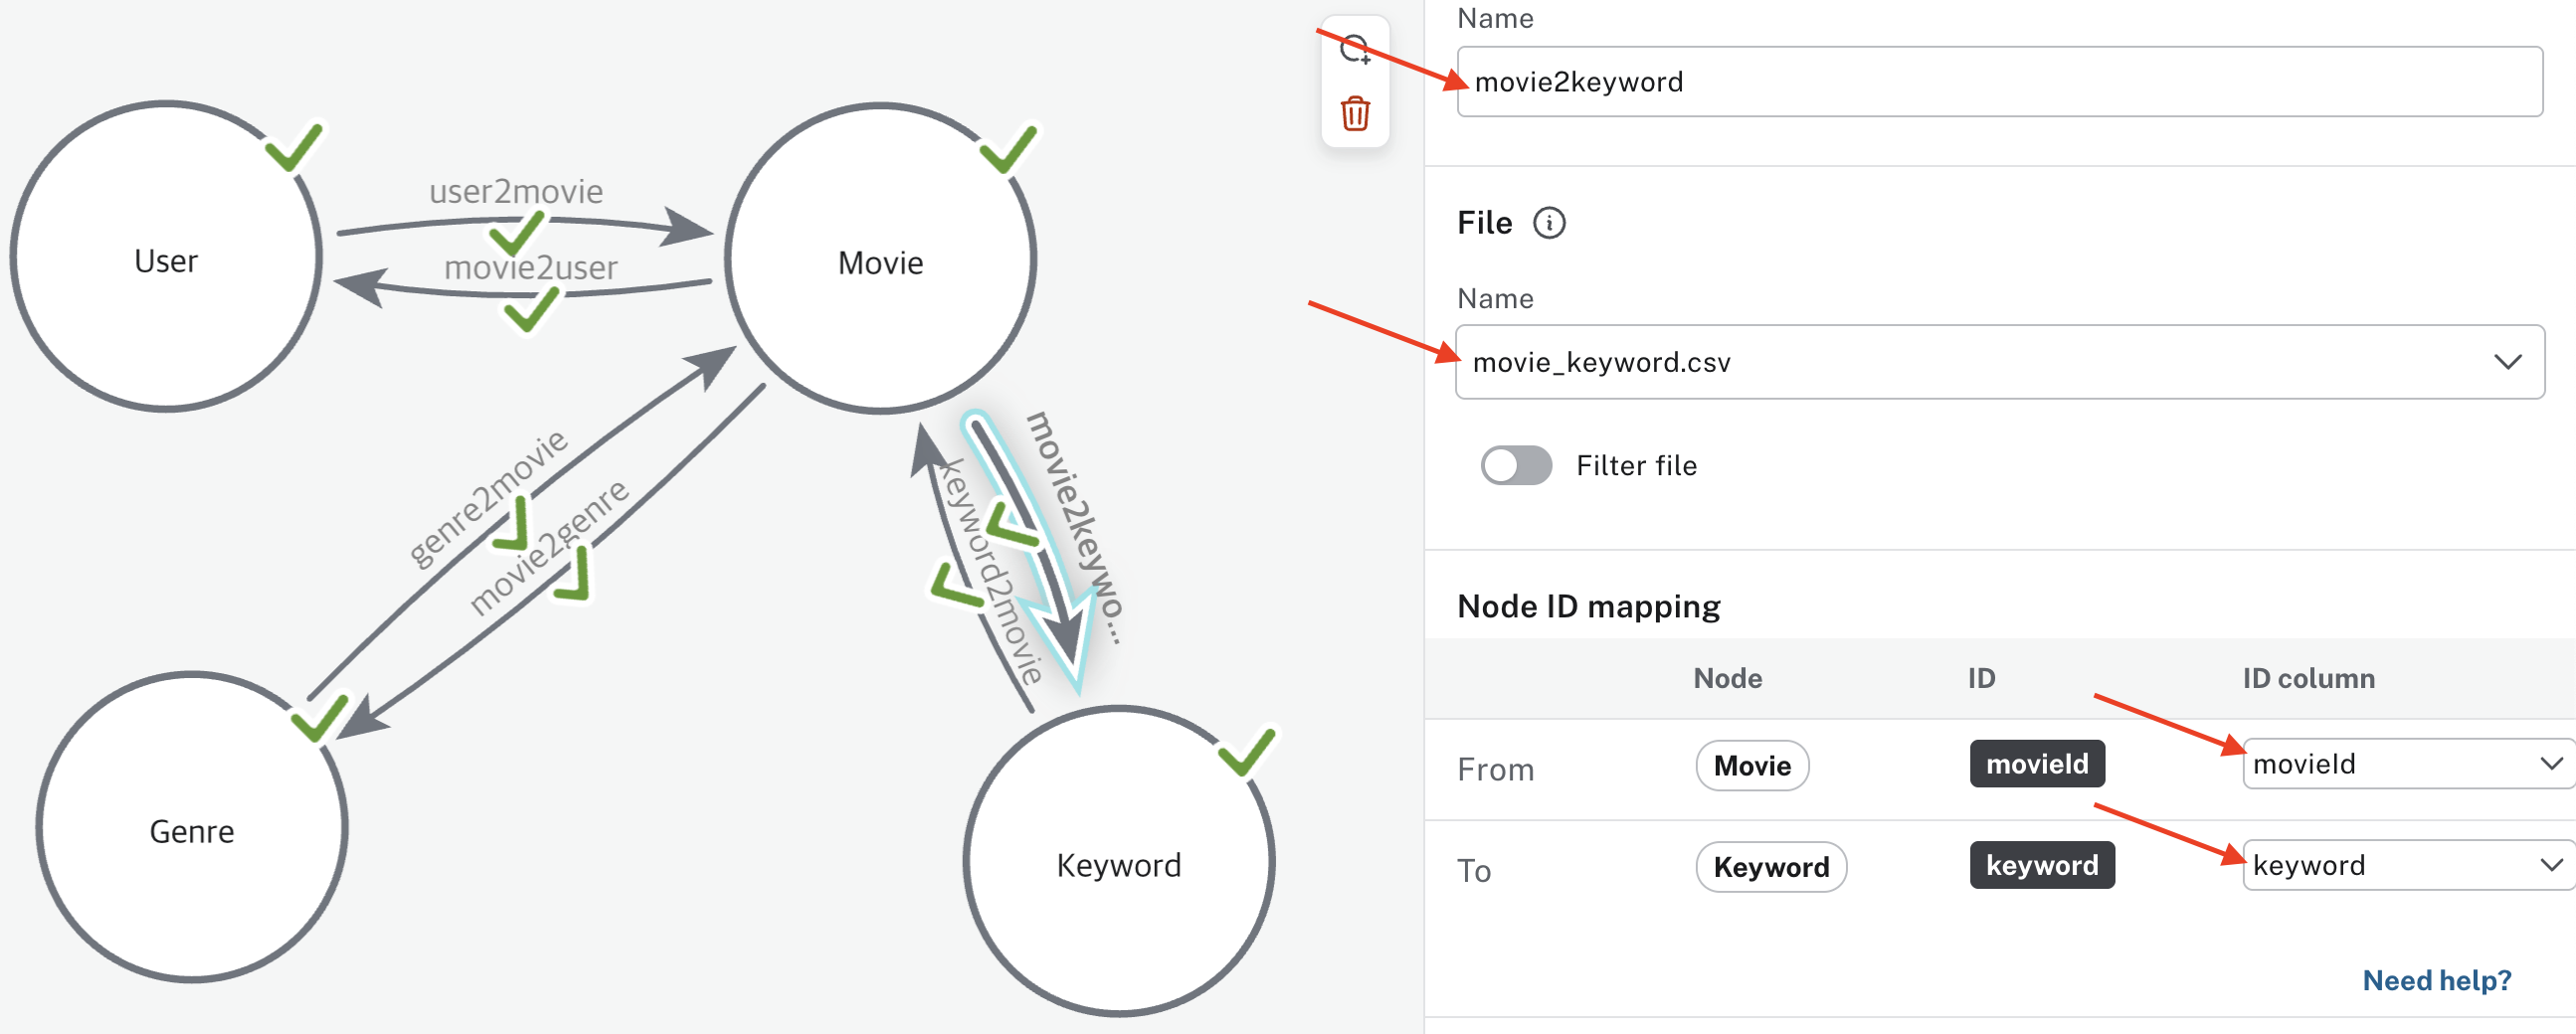 User
user2movie
movie2user
Movie
genre2movie
movie2genre
keyword2movie
movie2keywo...
Genre
Keyword
Name
movie2keyword
File
Name
movie_keyword.csv
Filter file
Node ID mapping
Node ID ID column
From Movie movieId movieId
To Keyword keyword keyword
Need help?